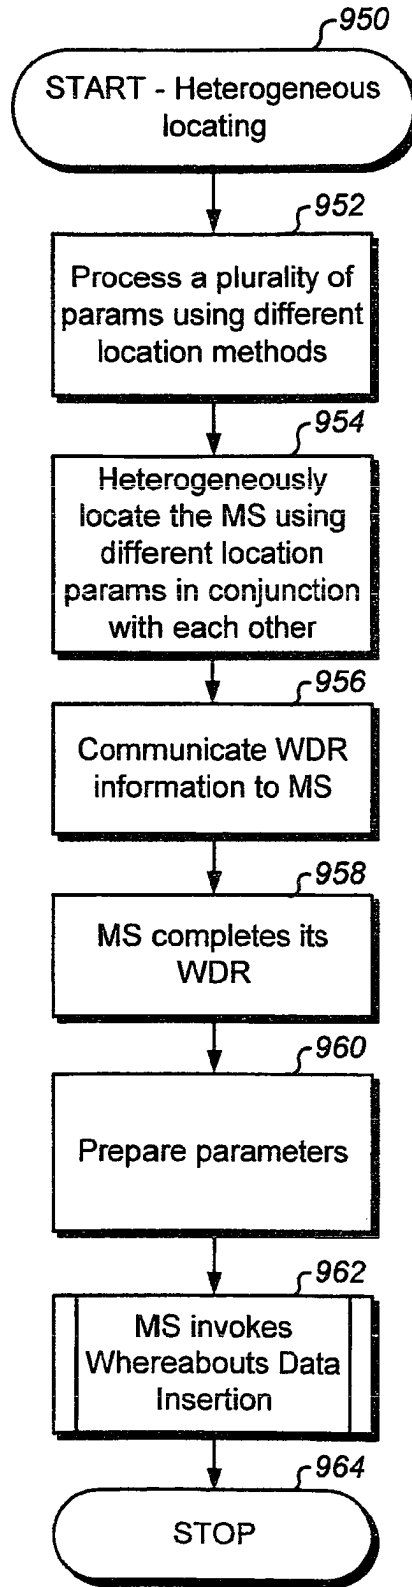 950
START - Heterogeneous
locating
952
Process a plurality of
params using different
location methods
954
Heterogeneously
locate the MS using
different location
params in conjunction
with each other
956
Communicate WDR
information to MS
958
MS completes its
WDR
960
Prepare parameters
962
MS invokes
Whereabouts Data
Insertion
964
STOP